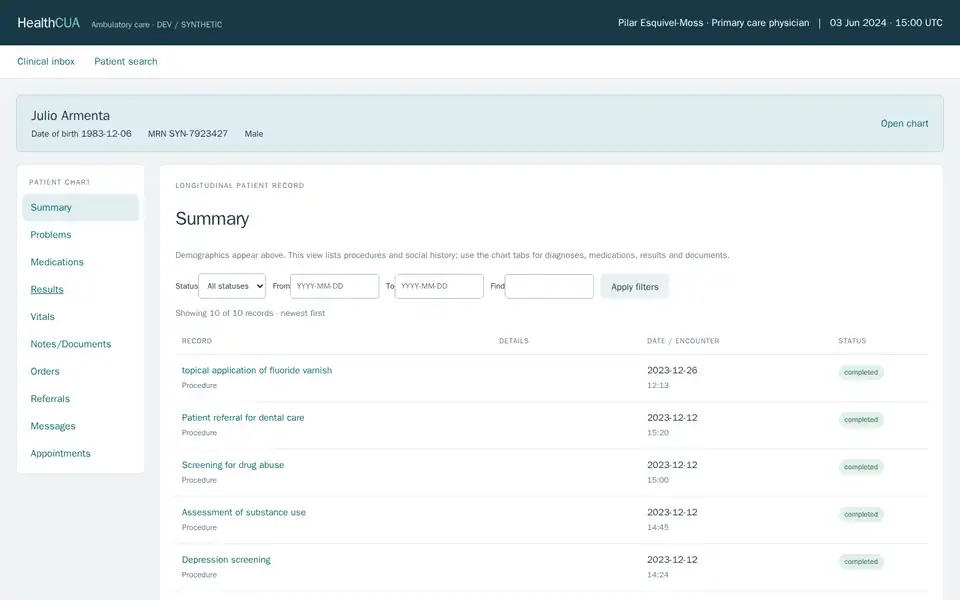 HealthCUA Ambulatory care · DEV / SYNTHETIC Pilar Esquivel-Moss · Primary care physician | 03 Jun 2024 · 15:00 UTC
Clinical inbox Patient search
Julio Armenta
Date of birth 1983-12-06 MRN SYN-7923427 Male
Open chart
PATIENT CHART
Summary
Problems
Medications
Results
Vitals
Notes/Documents
Orders
Referrals
Messages
Appointments
LONGITUDINAL PATIENT RECORD
Summary
Demographics appear above. This view lists procedures and social history; use the chart tabs for diagnoses, medications, results and documents.
Status All statuses From YYYY-MM-DD To YYYY-MM-DD Find Apply filters
Showing 10 of 10 records · newest first
RECORD DETAILS DATE / ENCOUNTER STATUS
topical application of fluoride varnish 2023-12-26 completed
Procedure 12:13
Patient referral for dental care 2023-12-12 completed
Procedure 15:20
Screening for drug abuse 2023-12-12 completed
Procedure 15:00
Assessment of substance use 2023-12-12 completed
Procedure 14:45
Depression screening 2023-12-12 completed
Procedure 14:24